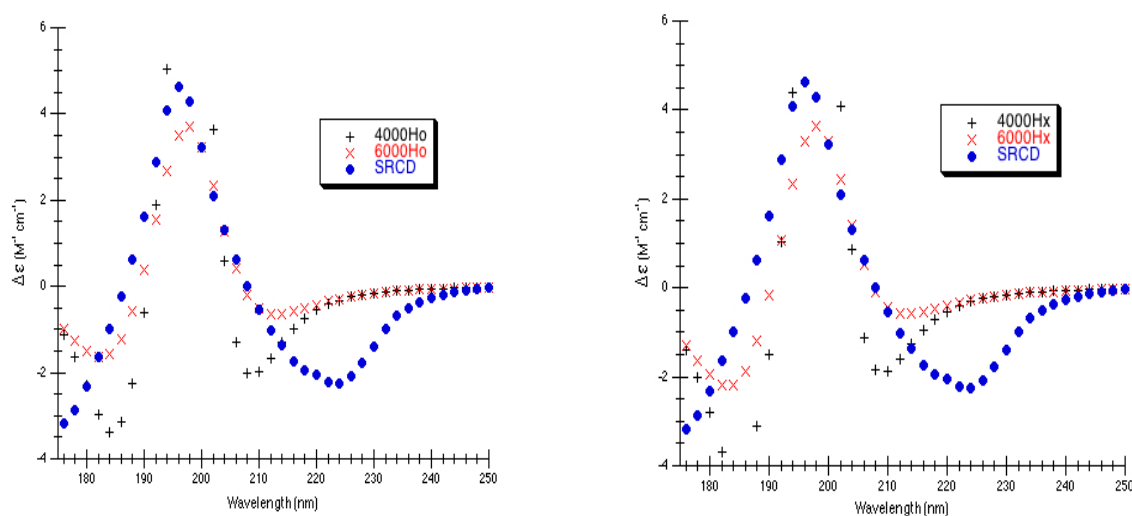 6
4
2
0
-2
-4
Δε (M⁻¹ cm⁻¹)
180 190 200 210 220 230 240 250
Wavelength (nm)
+ 4000Ho
× 6000Ho
● SRCD
6
4
2
0
-2
-4
Δε (M⁻¹ cm⁻¹)
180 190 200 210 220 230 240 250
Wavelength (nm)
+ 4000Hx
× 6000Hx
● SRCD